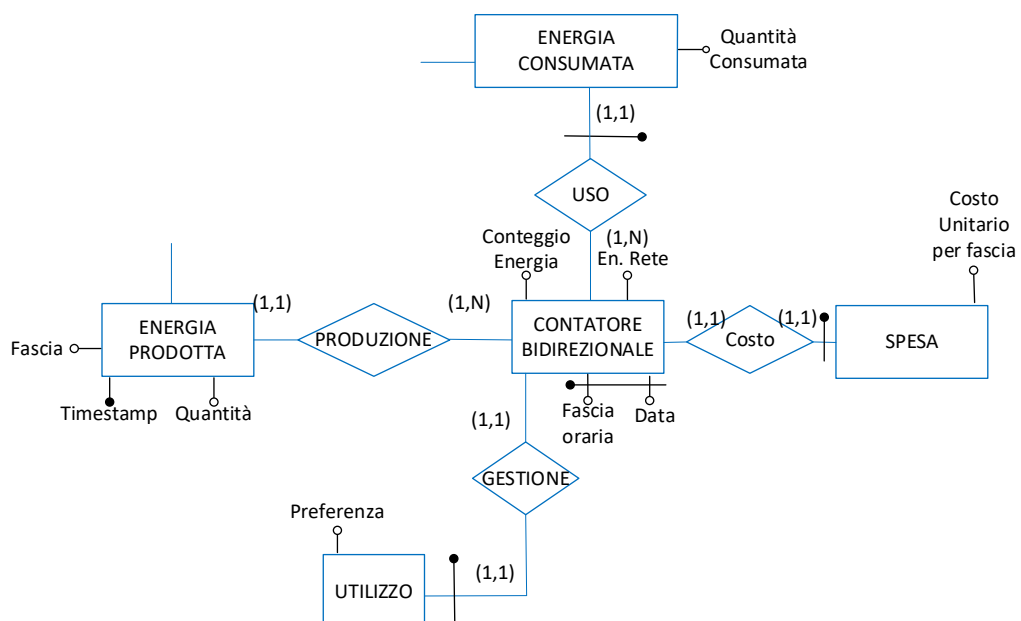 ENERGIA
CONSUMATA
Quantità
Consumata
(1,1)
USO
Costo
Unitario
per fascia
Conteggio
Energia
(1,N)
En. Rete
(1,1)
(1,N)
ENERGIA
PRODOTTA
PRODUZIONE
CONTATORE
BIDIREZIONALE
(1,1)
Costo
(1,1)
SPESA
Fascia
Timestamp
Quantità
Fascia
oraria
Data
(1,1)
GESTIONE
Preferenza
(1,1)
UTILIZZO